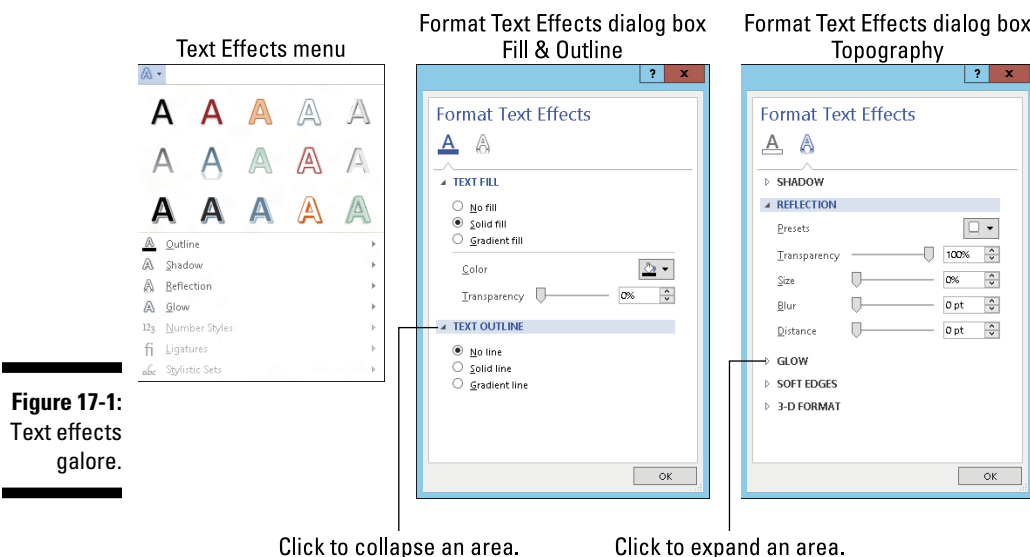 Text Effects menu
A
A A A A A
A A A A A
A A A A A
A Outline
A Shadow
A Reflection
A Glow
123 Number Styles
fi Ligatures
abc Stylistic Sets
Format Text Effects dialog box
Fill & Outline
? x
Format Text Effects
A A
TEXT FILL
No fill
Solid fill
Gradient fill
Color
Transparency 0%
TEXT OUTLINE
No line
Solid line
Gradient line
OK
Format Text Effects dialog box
Topography
? x
Format Text Effects
A A
SHADOW
REFLECTION
Presets
Transparency 100%
Size 0%
Blur 0 pt
Distance 0 pt
GLOW
SOFT EDGES
3-D FORMAT
OK
Figure 17-1:
Text effects
galore.
Click to collapse an area.
Click to expand an area.